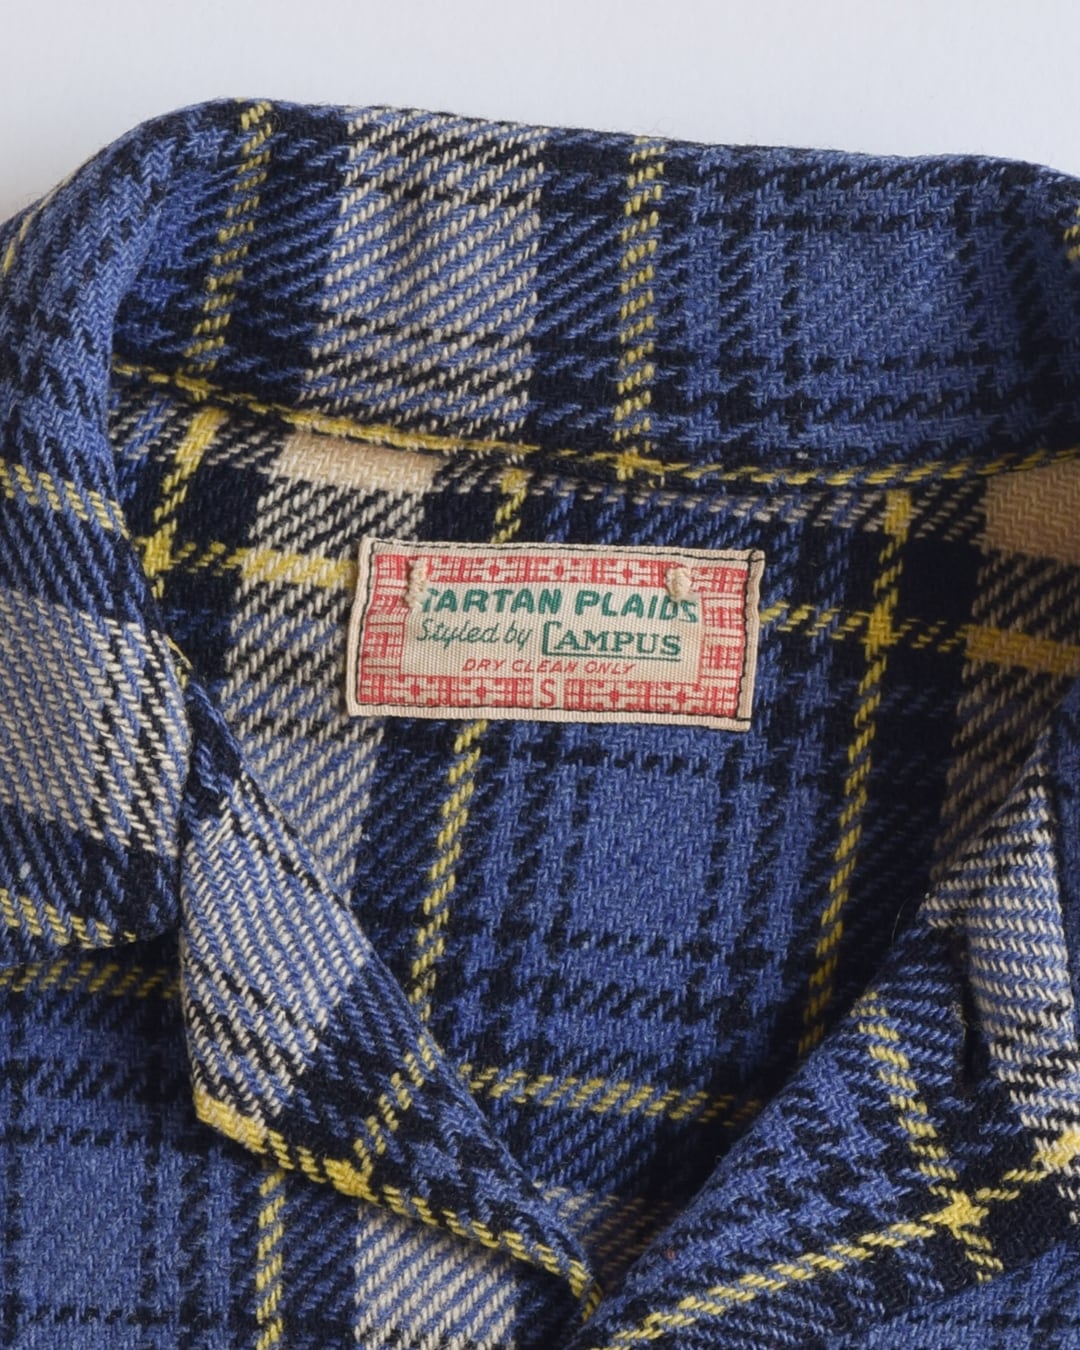 TARTAN PLAIDS
Styled by CAMPUS
DRY CLEAN ONLY
S